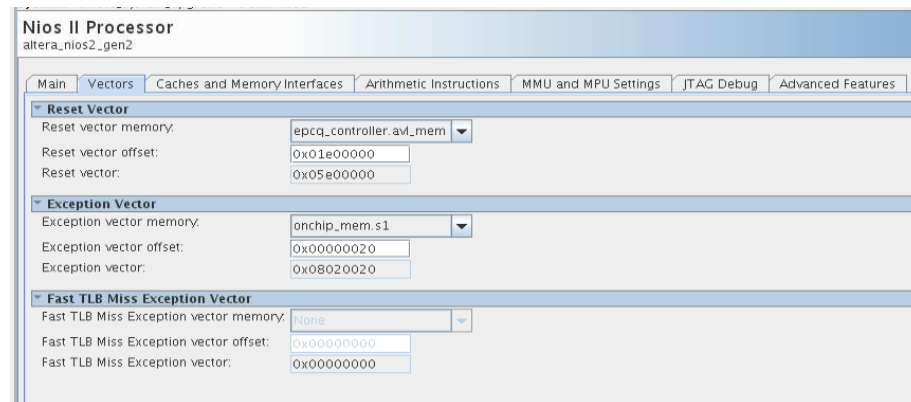 Nios II Processor
altera_nios2_gen2
Main Vectors Caches and Memory Interfaces Arithmetic Instructions MMU and MPU Settings JTAG Debug Advanced Features
Reset Vector
Reset vector memory: epcq_controller.avl_mem
Reset vector offset: 0x01e00000
Reset vector: 0x05e00000
Exception Vector
Exception vector memory: onchip_mem.s1
Exception vector offset: 0x00000020
Exception vector: 0x08020020
Fast TLB Miss Exception Vector
Fast TLB Miss Exception vector memory: None
Fast TLB Miss Exception vector offset: 0x00000000
Fast TLB Miss Exception vector: 0x00000000